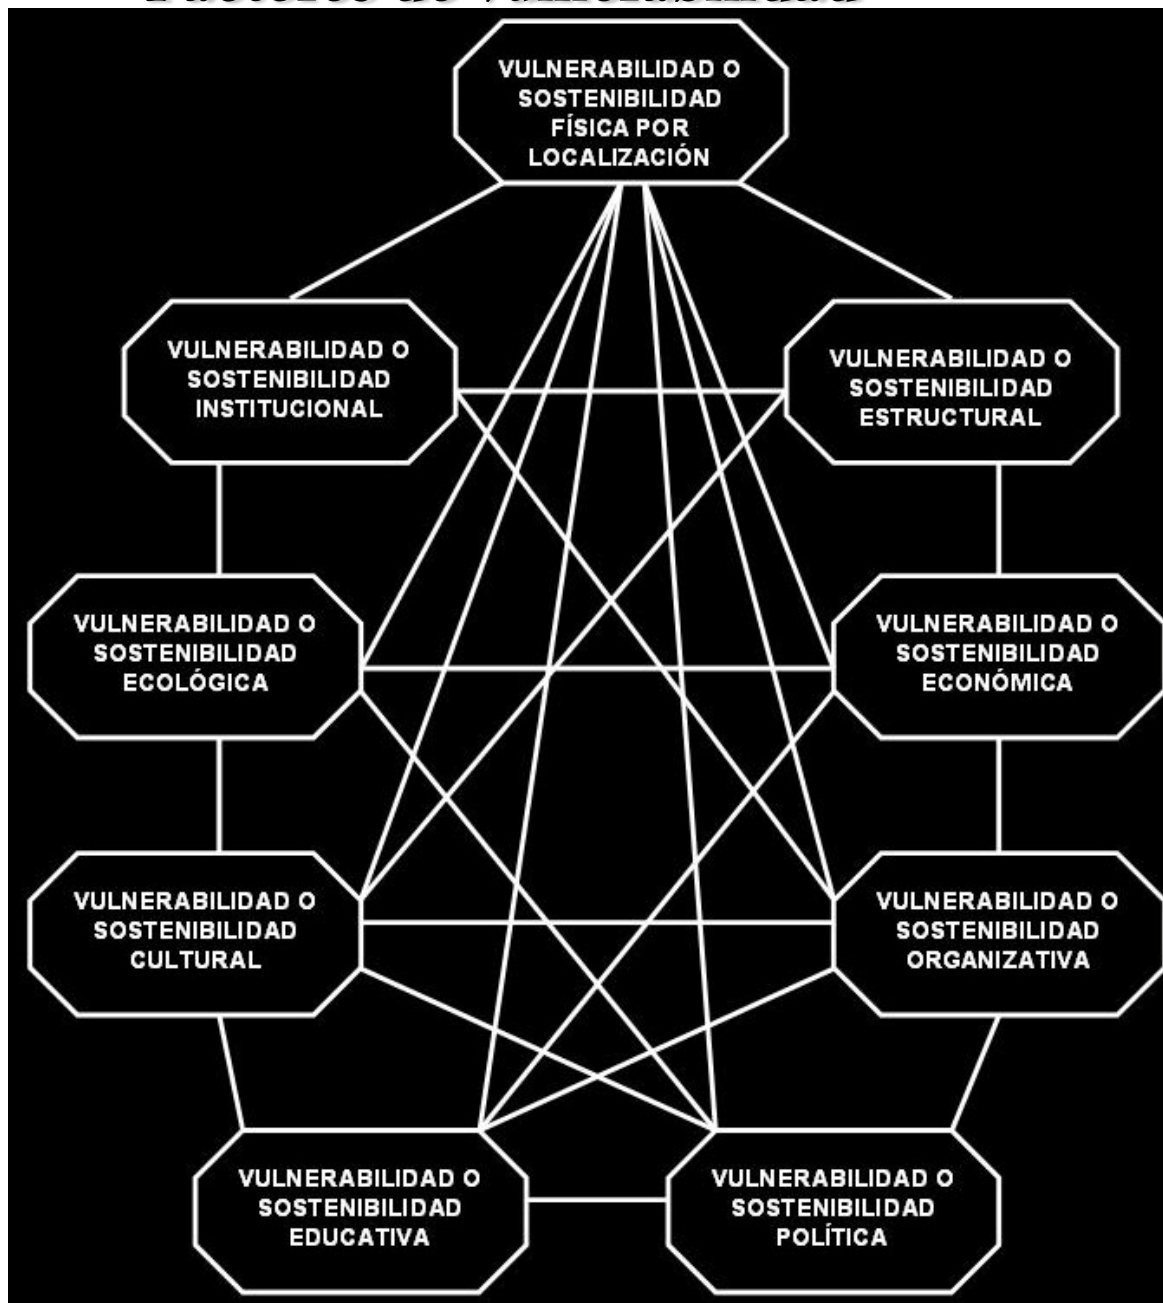 VULNERABILIDAD O
SOSTENIBILIDAD
FÍSICA POR
LOCALIZACIÓN
VULNERABILIDAD O
SOSTENIBILIDAD
INSTITUCIONAL
VULNERABILIDAD O
SOSTENIBILIDAD
ESTRUCTURAL
VULNERABILIDAD O
SOSTENIBILIDAD
ECOLÓGICA
VULNERABILIDAD O
SOSTENIBILIDAD
ECONÓMICA
VULNERABILIDAD O
SOSTENIBILIDAD
CULTURAL
VULNERABILIDAD O
SOSTENIBILIDAD
ORGANIZATIVA
VULNERABILIDAD O
SOSTENIBILIDAD
EDUCATIVA
VULNERABILIDAD O
SOSTENIBILIDAD
POLÍTICA